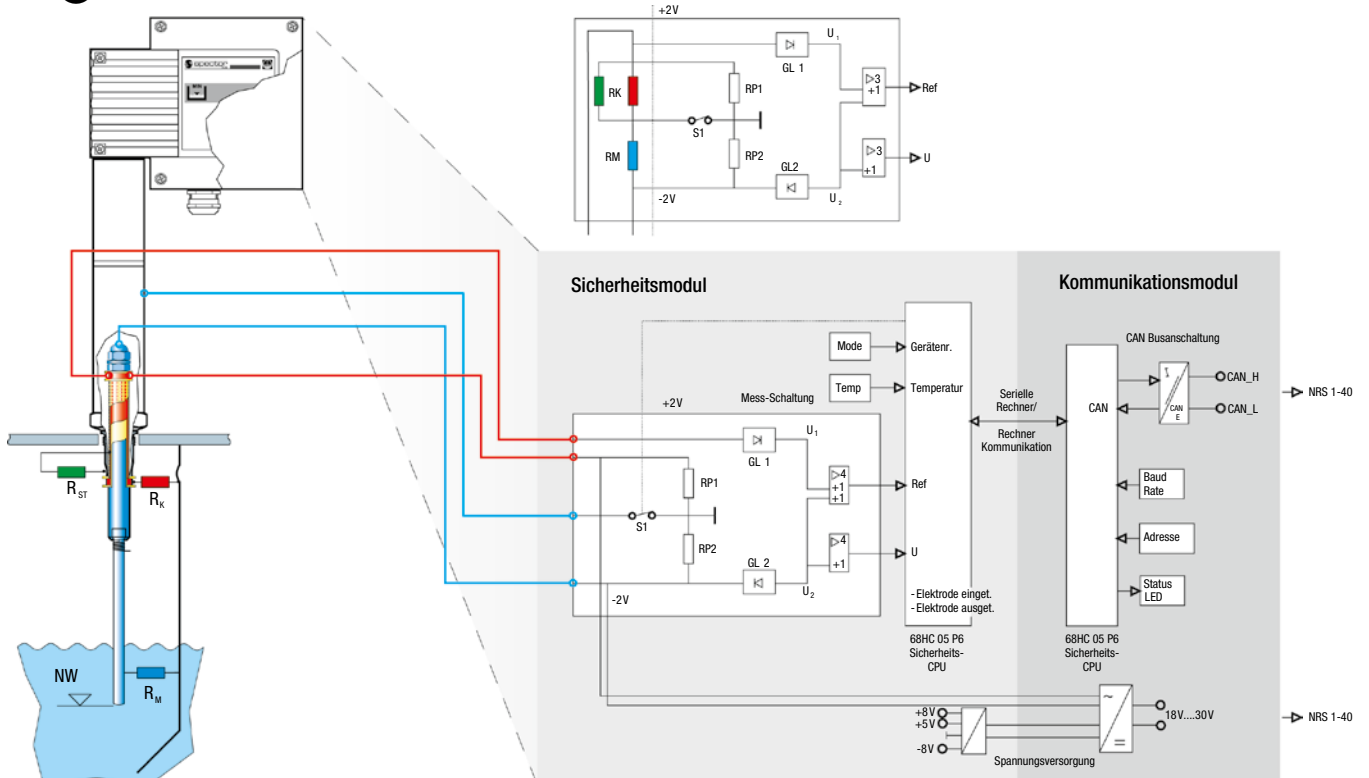 spector
+2V
U1
GL 1
RP1
RK
S1
RM
RP2
GL2
-2V
U2
▷3
+1
Ref
▷3
+1
U
Sicherheitsmodul
Kommunikationsmodul
Mode
Gerätenr.
Temp
Temperatur
Mess-Schaltung
+2V
U1
GL 1
RP1
▷4
+1
+1
Ref
S1
RP2
▷4
+1
U
GL 2
U2
-2V
- Elektrode einget.
- Elektrode ausget.
68HC 05 P6
Sicherheits-
CPU
Serielle
Rechner/
Rechner
Kommunikation
CAN Busanschaltung
CAN
CAN
E
CAN_H
CAN_L
NRS 1-40
Baud
Rate
Adresse
Status
LED
68HC 05 P6
Sicherheits-
CPU
+8V
+5V
-8V
18V....30V
NRS 1-40
Spannungsversorgung
RST
RK
NW
RM